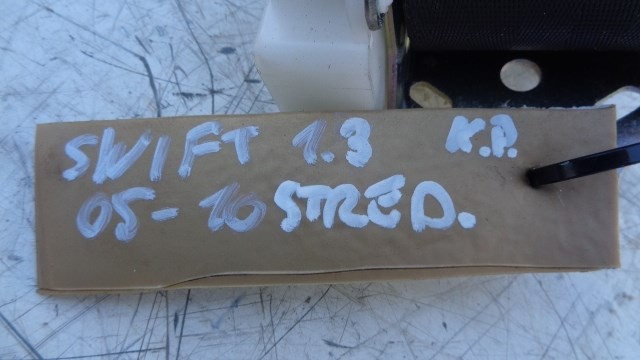 SWIFT 1.3 K.P.
05-10 STRED.